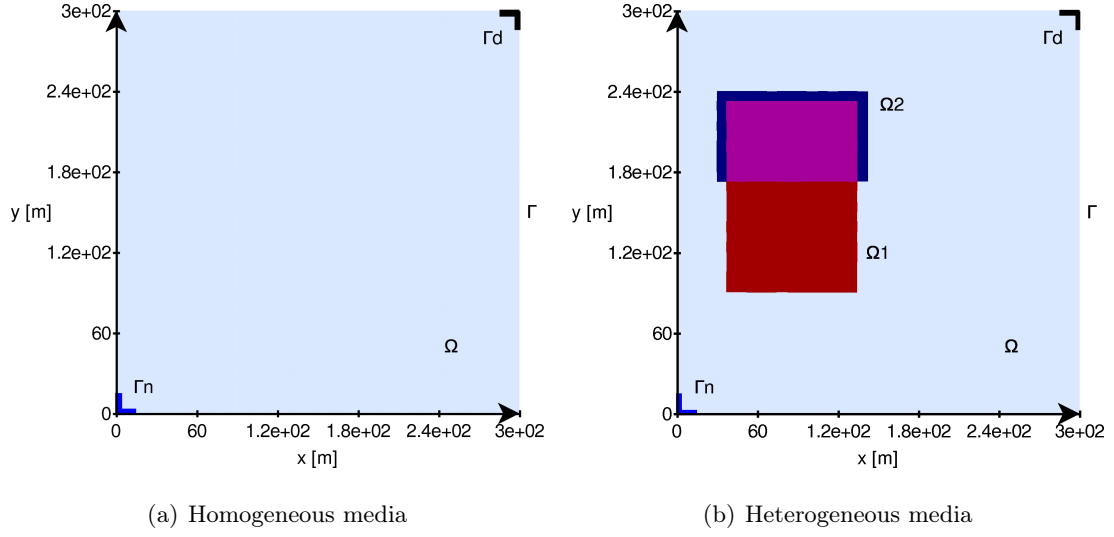 3e+02
Γd
2.4e+02
1.8e+02
y [m]
Γ
1.2e+02
60
Ω
Γn
0
0
60
1.2e+02
1.8e+02
2.4e+02
3e+02
x [m]
(a) Homogeneous media
3e+02
Γd
2.4e+02
Ω2
1.8e+02
y [m]
Γ
1.2e+02
Ω1
60
Ω
Γn
0
0
60
1.2e+02
1.8e+02
2.4e+02
3e+02
x [m]
(b) Heterogeneous media